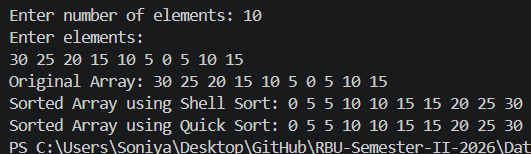 Enter number of elements: 10
Enter elements:
30 25 20 15 10 5 0 5 10 15
Original Array: 30 25 20 15 10 5 0 5 10 15
Sorted Array using Shell Sort: 0 5 5 10 10 15 15 20 25 30
Sorted Array using Quick Sort: 0 5 5 10 10 15 15 20 25 30
PS C:\Users\Soniya\Desktop\GitHub\RBU-Semester-II-2026\Dat